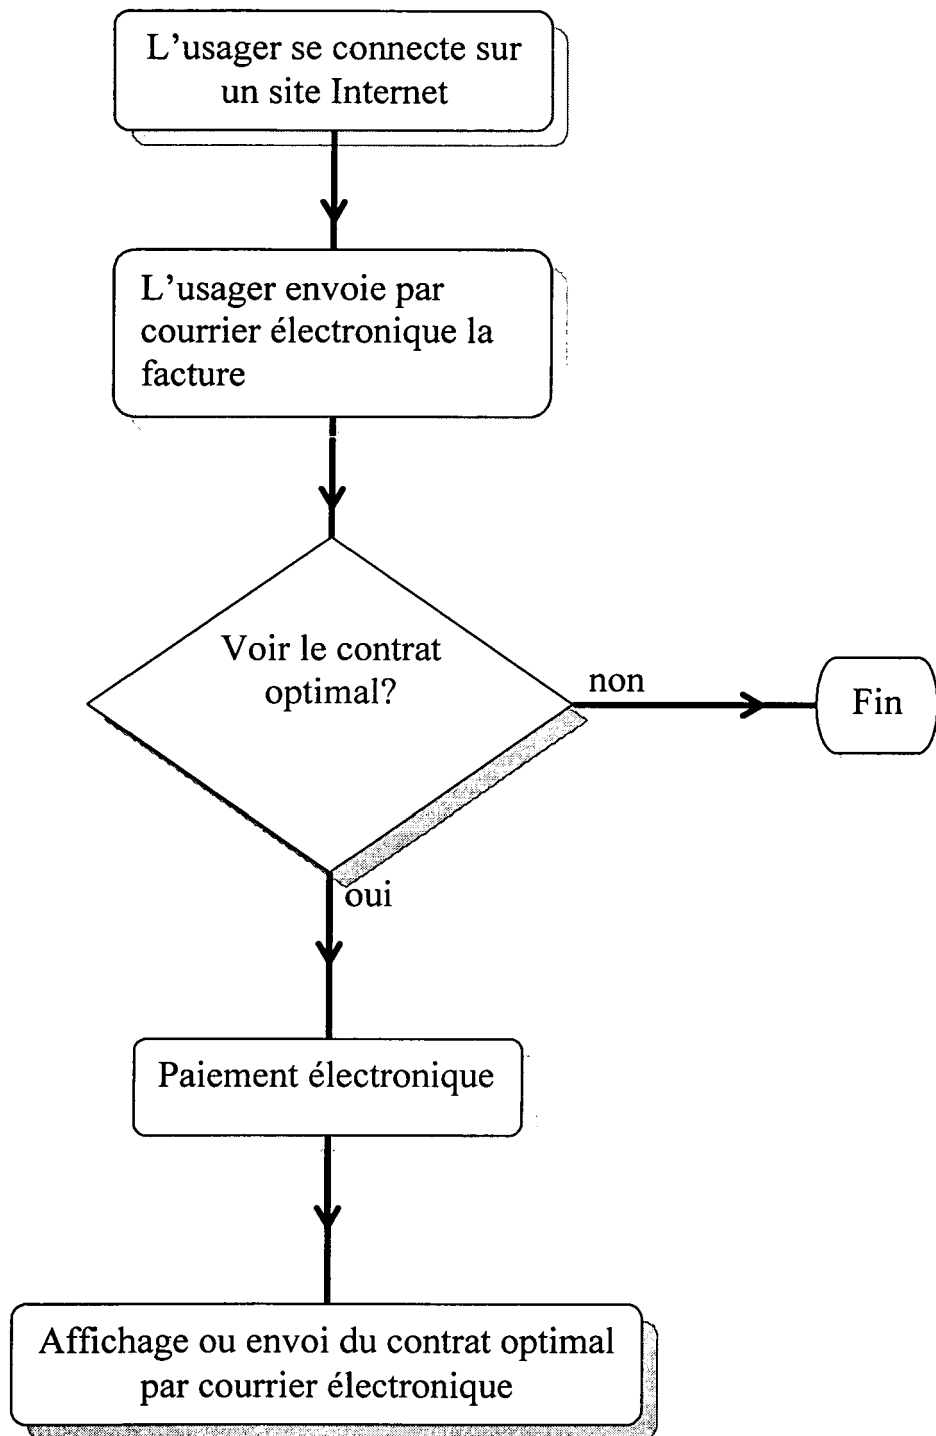 L'usager se connecte sur
un site Internet
L'usager envoie par
courrier électronique la
facture
Voir le contrat
optimal?
non
Fin
oui
Paiement électronique
Affichage ou envoi du contrat optimal
par courrier électronique